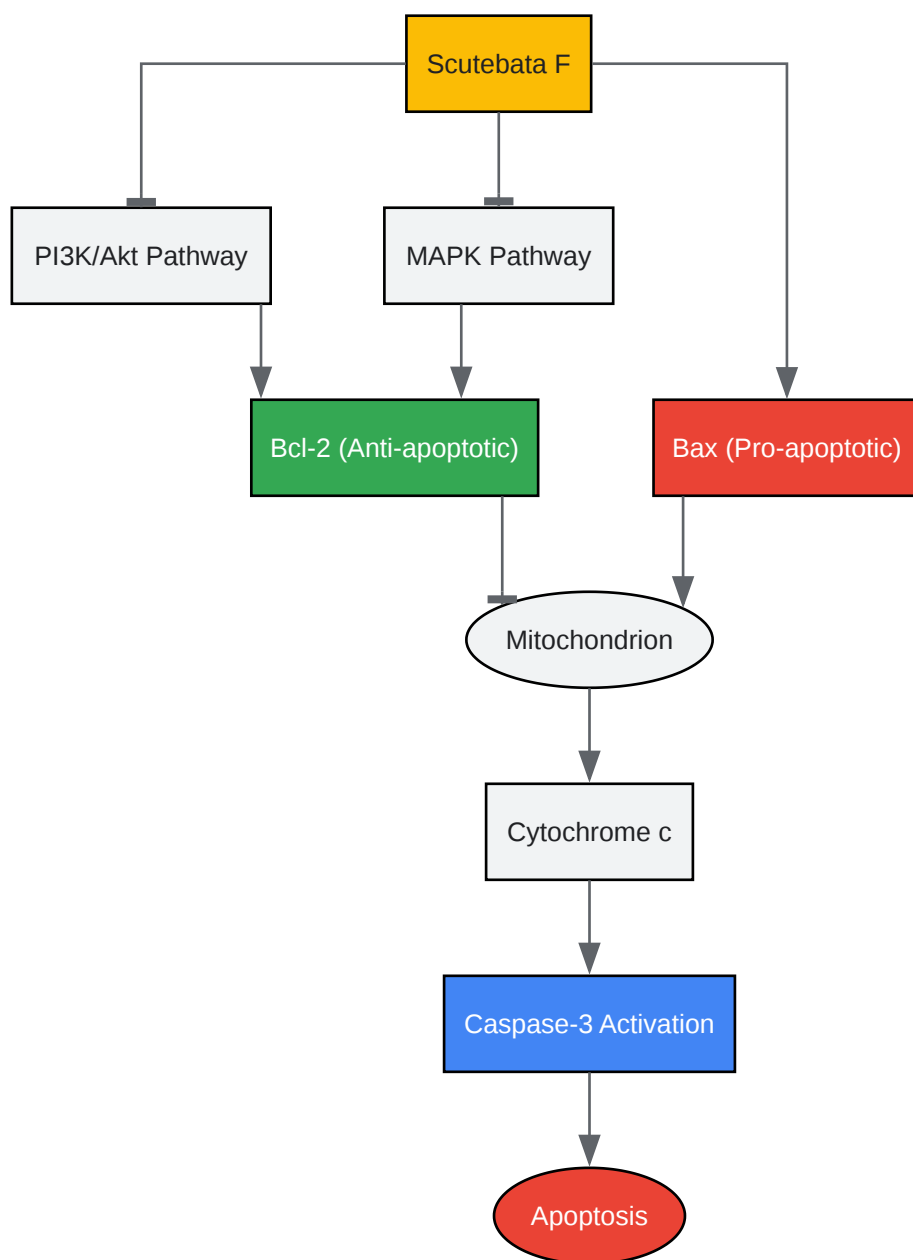 Scutebata F
PI3K/Akt Pathway
MAPK Pathway
Bcl-2 (Anti-apoptotic)
Bax (Pro-apoptotic)
Mitochondrion
Cytochrome c
Caspase-3 Activation
Apoptosis